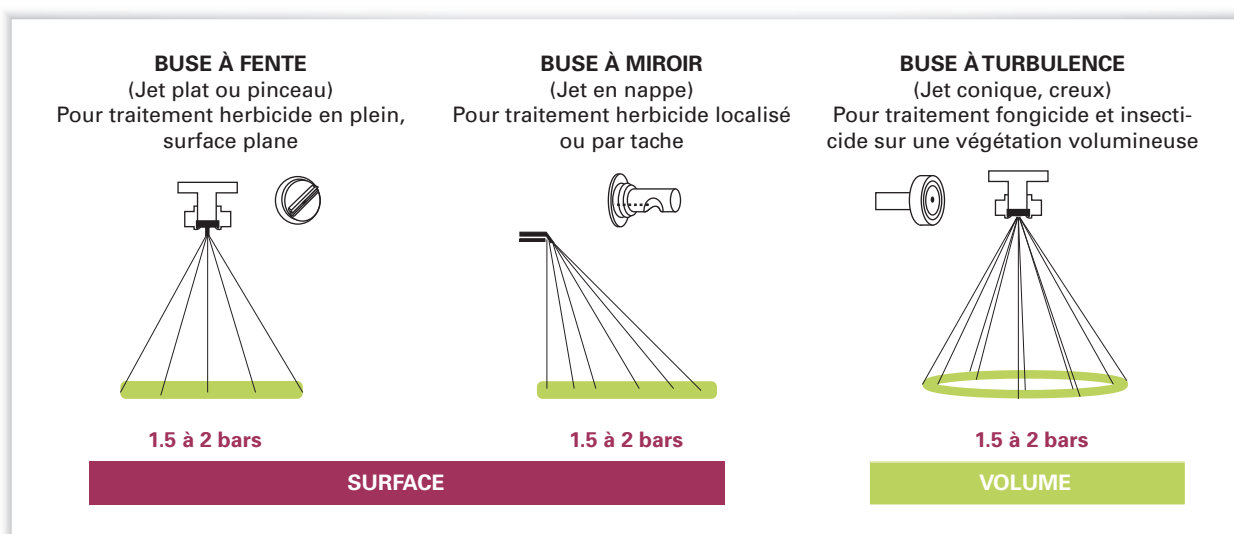 BUSE À FENTE
(Jet plat ou pinceau)
Pour traitement herbicide en plein,
surface plane
1.5 à 2 bars
BUSE À MIROIR
(Jet en nappe)
Pour traitement herbicide localisé
ou par tache
1.5 à 2 bars
SURFACE
BUSE À TURBULENCE
(Jet conique, creux)
Pour traitement fongicide et insecti-
cide sur une végétation volumineuse
1.5 à 2 bars
VOLUME